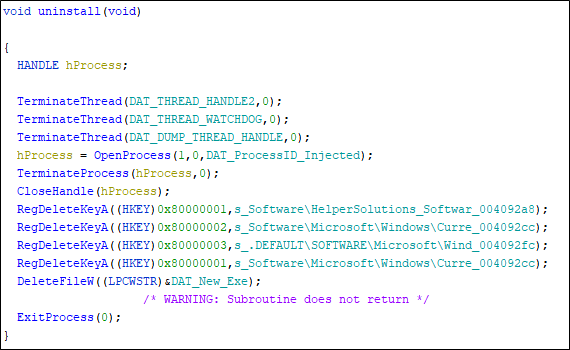 void uninstall(void)
{
HANDLE hProcess;
TerminateThread(DAT_THREAD_HANDLE2,0);
TerminateThread(DAT_THREAD_WATCHDOG,0);
TerminateThread(DAT_DUMP_THREAD_HANDLE,0);
hProcess = OpenProcess(1,0,DAT_ProcessID_Injected);
TerminateProcess(hProcess,0);
CloseHandle(hProcess);
RegDeleteKeyA((HKEY)0x80000001,s_Software\HelperSolutions_Softwar_004092a8);
RegDeleteKeyA((HKEY)0x80000002,s_Software\Microsoft\Windows\Curre_004092cc);
RegDeleteKeyA((HKEY)0x80000003,s_.DEFAULT\SOFTWARE\Microsoft\Wind_004092fc);
RegDeleteKeyA((HKEY)0x80000001,s_Software\Microsoft\Windows\Curre_004092cc);
DeleteFileW((LPCWSTR)&DAT_New_Exe);
/* WARNING: Subroutine does not return */
ExitProcess(0);
}